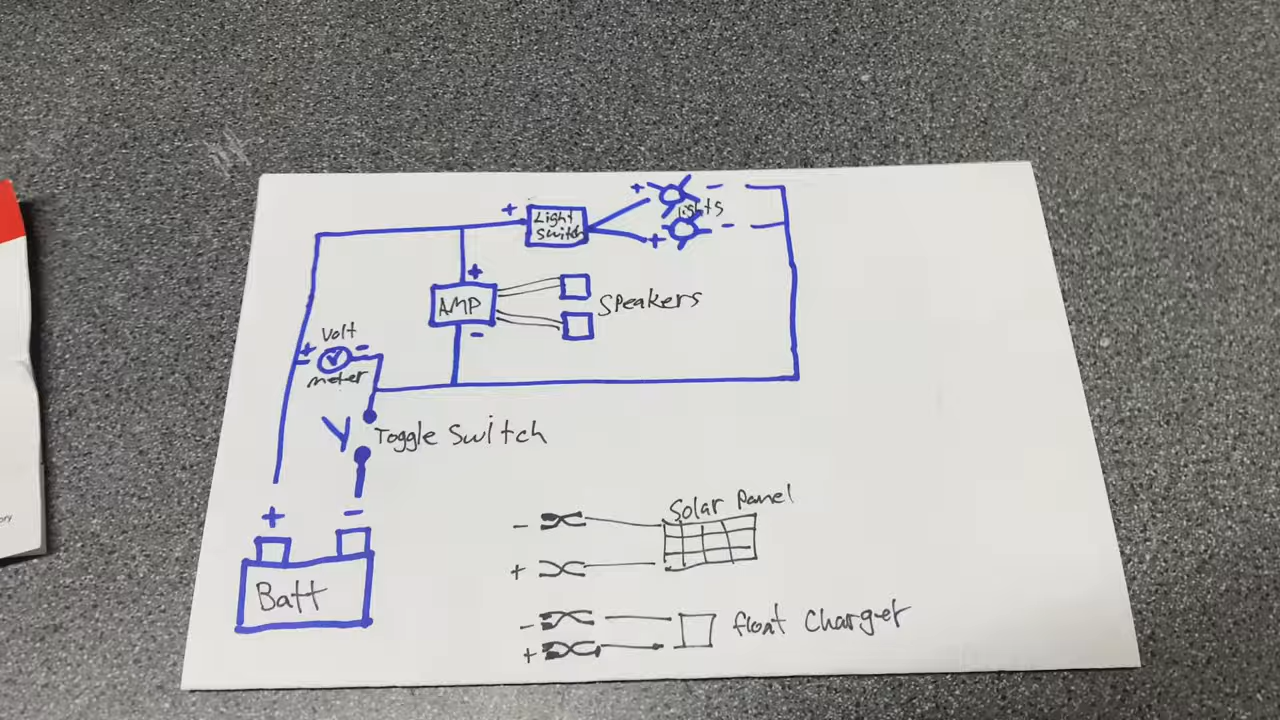 + Light - 
Switch + Lights -
+
AMP
-
Speakers
Volt
+ V -
meter
Toggle Switch
+ -
Batt
Solar Panel
-
+
- float Charger
+